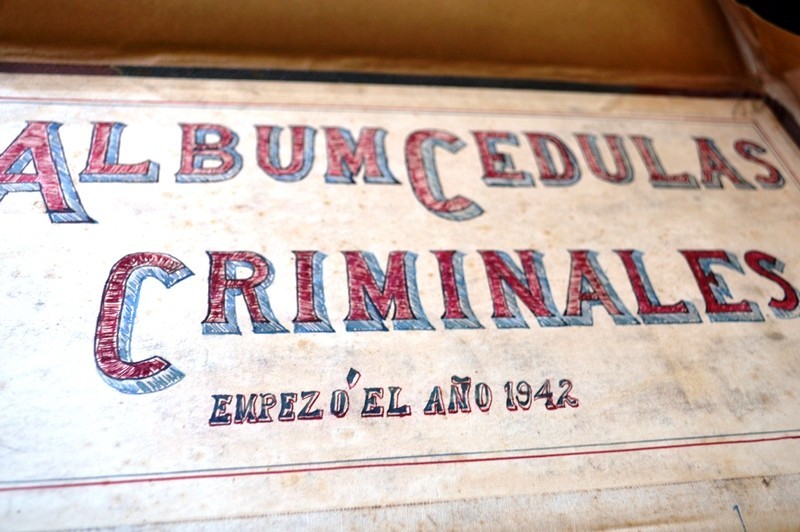 ALBUM CEDULAS
CRIMINALES
EMPEZÓ EL AÑO 1942